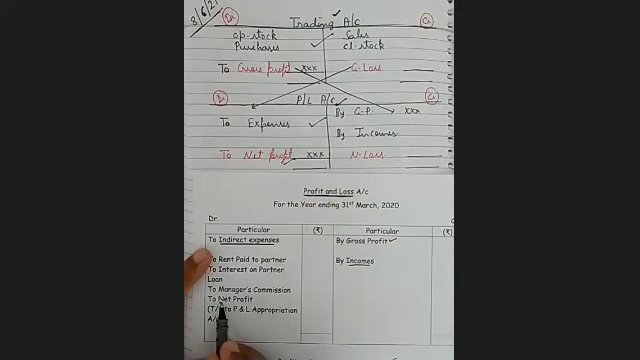 8/6/21
Dr Trading A/C Cr
op.stock Sales
Purchases cl.stock
To Gross profit xxx G.Loss
Dr P/L A/c Cr
By G.P. xxx
To Expenses
By Incomes.
To Net profit xxx N.Loss
Profit and Loss A/c
For the Year ending 31st March, 2020
Dr.
Particular (₹) Particular (₹)
To Indirect expenses By Gross Profit
To Rent Paid to partner By Incomes
To Interest on Partner
Loan
To Manager's Commission
To Net Profit
to P & L Appropriation